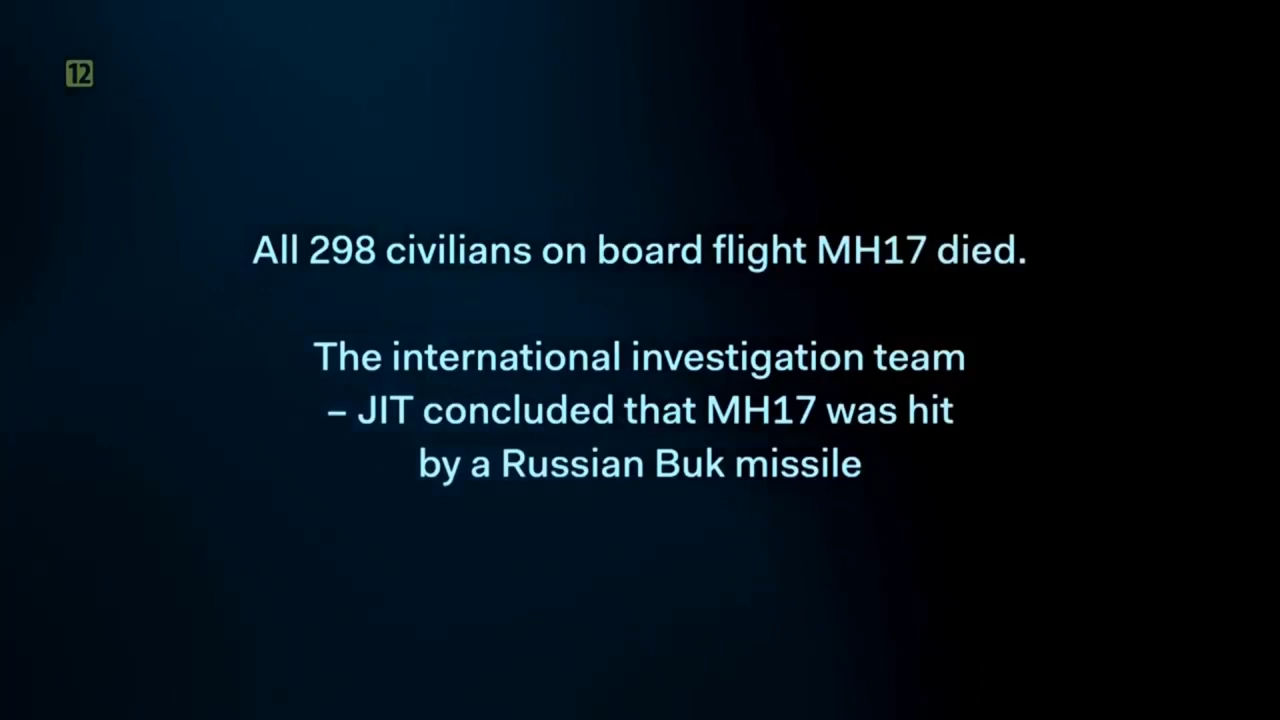 12
All 298 civilians on board flight MH17 died.
The international investigation team
– JIT concluded that MH17 was hit
by a Russian Buk missile